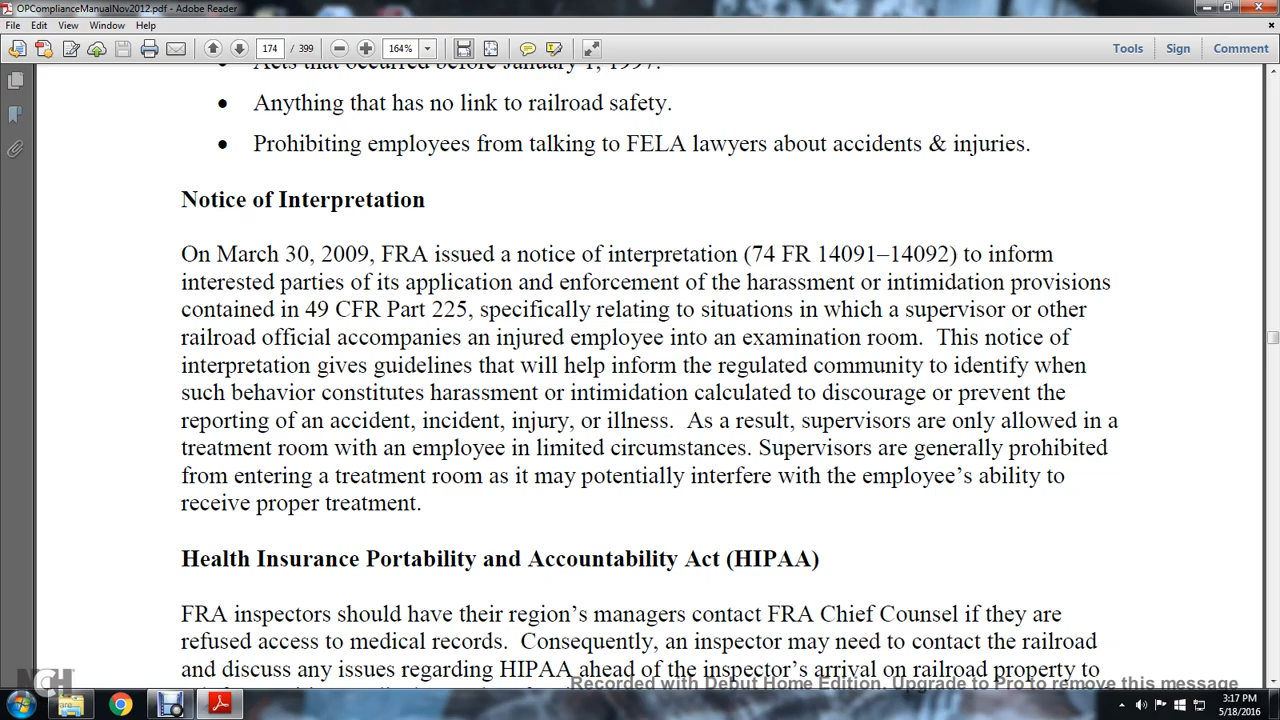 OPComplianceManualNov2012.pdf - Adobe Reader
File Edit View Window Help
174 / 399 164% Tools Sign Comment
• Acts that occurred before January 1, 1997.
• Anything that has no link to railroad safety.
• Prohibiting employees from talking to FELA lawyers about accidents & injuries.
Notice of Interpretation
On March 30, 2009, FRA issued a notice of interpretation (74 FR 14091–14092) to inform
interested parties of its application and enforcement of the harassment or intimidation provisions
contained in 49 CFR Part 225, specifically relating to situations in which a supervisor or other
railroad official accompanies an injured employee into an examination room. This notice of
interpretation gives guidelines that will help inform the regulated community to identify when
such behavior constitutes harassment or intimidation calculated to discourage or prevent the
reporting of an accident, incident, injury, or illness. As a result, supervisors are only allowed in a
treatment room with an employee in limited circumstances. Supervisors are generally prohibited
from entering a treatment room as it may potentially interfere with the employee’s ability to
receive proper treatment.
Health Insurance Portability and Accountability Act (HIPAA)
FRA inspectors should have their region’s managers contact FRA Chief Counsel if they are
refused access to medical records. Consequently, an inspector may need to contact the railroad
and discuss any issues regarding HIPAA ahead of the inspector’s arrival on railroad property to
Recorded with Debut Home Edition. Upgrade to Pro to remove this message
NCH
3:17 PM
5/18/2016